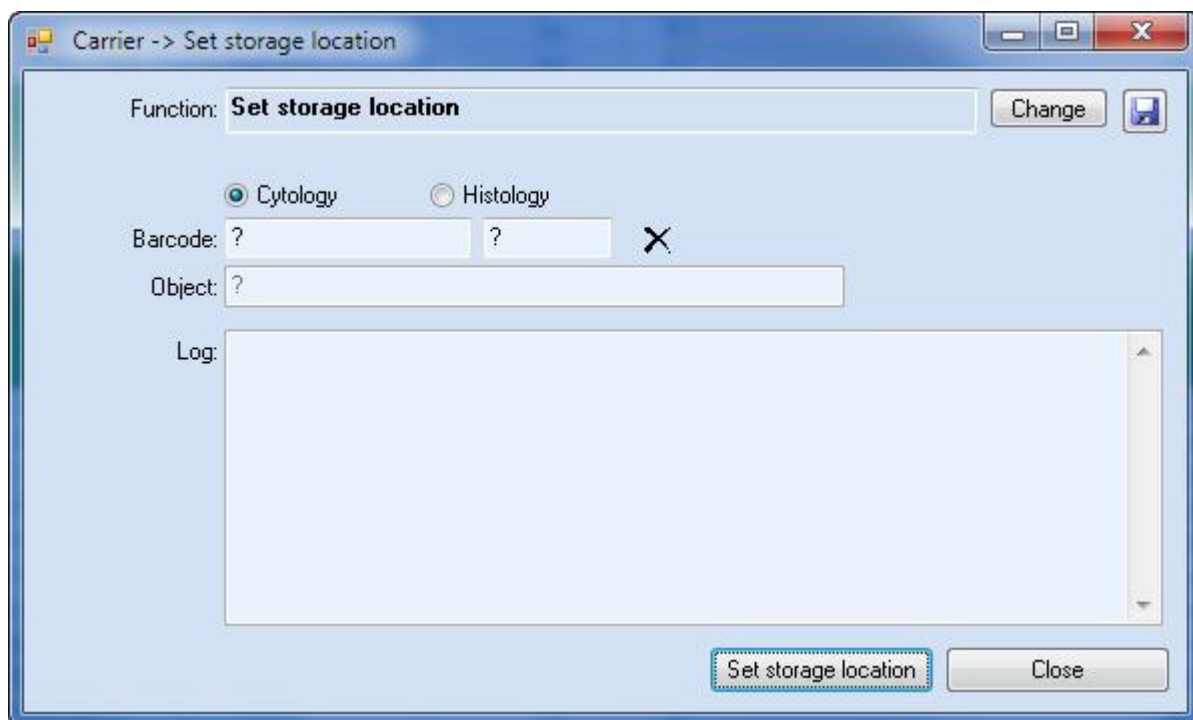 Carrier -> Set storage location
Function: Set storage location Change
Cytology Histology
Barcode: ? ?
Object: ?
Log:
Set storage location Close